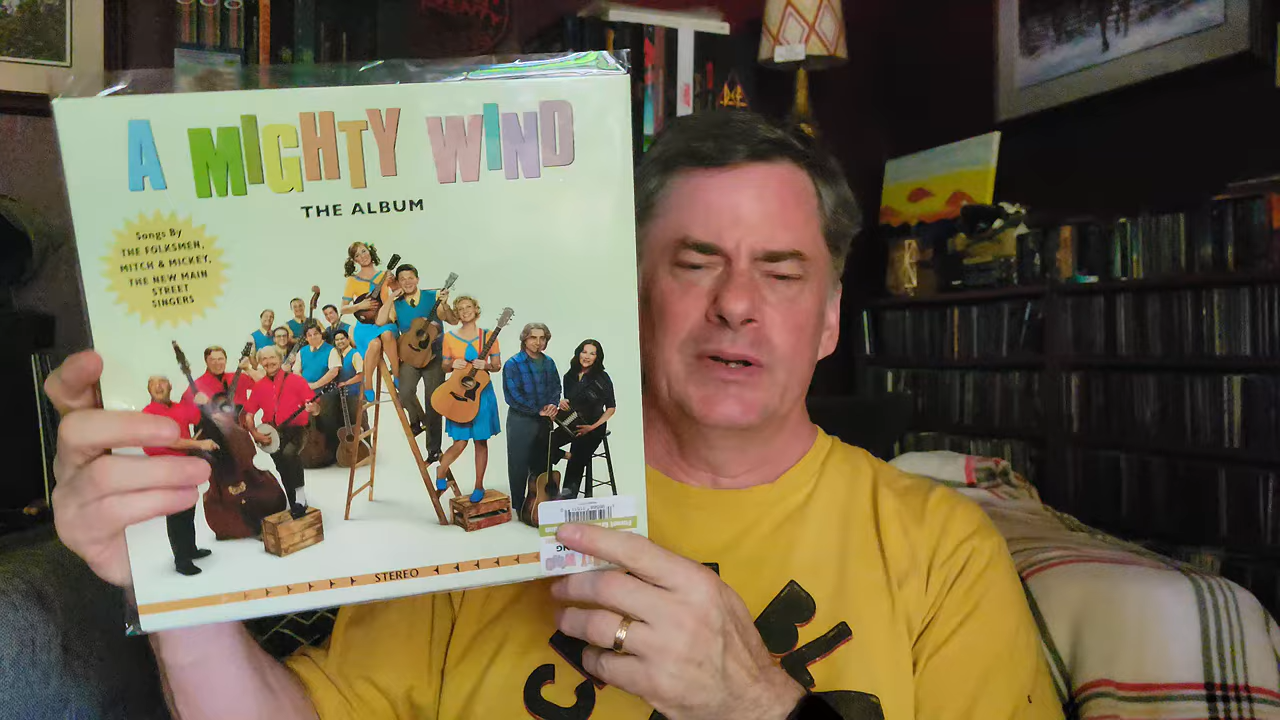 A MIGHTY WIND
THE ALBUM
Songs By
THE FOLKSMEN,
MITCH & MICKEY,
THE NEW MAIN
STREET
SINGERS
STEREO